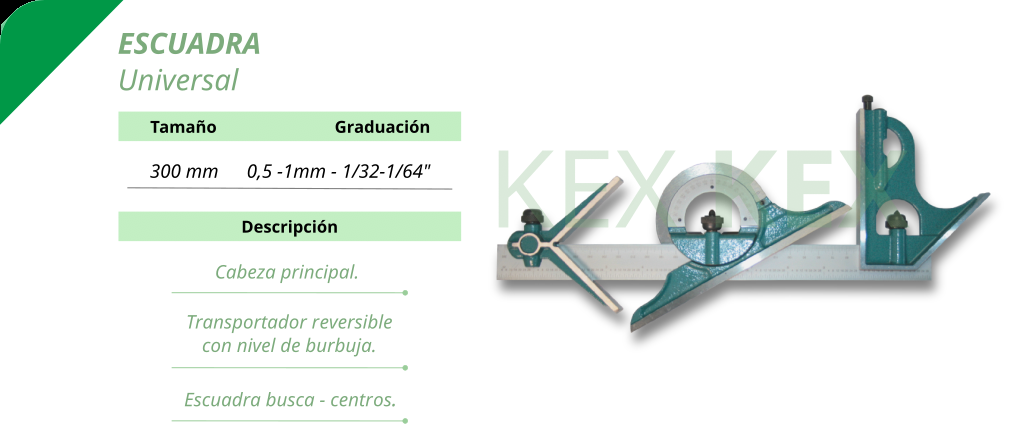 ESCUADRA
Universal
Tamaño Graduación
300 mm 0,5 -1mm - 1/32-1/64"
Descripción
Cabeza principal.
Transportador reversible
con nivel de burbuja.
Escuadra busca - centros.
KEX KEX